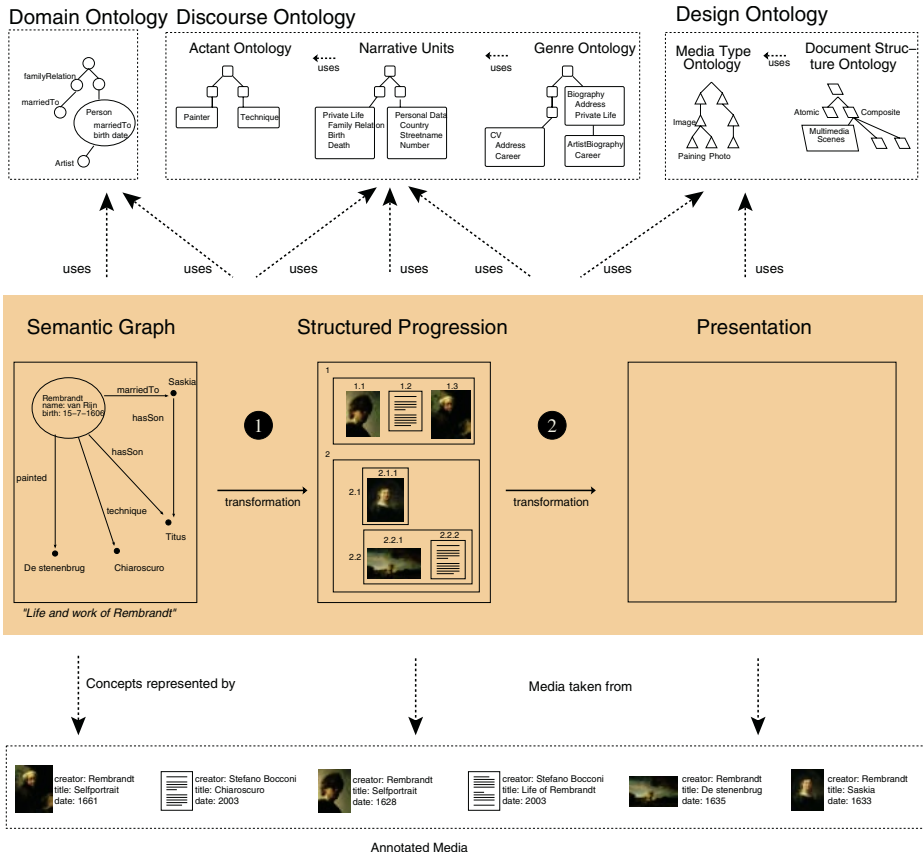 Domain Ontology
Discourse Ontology
Design Ontology
familyRelation
marriedTo
Person
marriedTo
birth date
Artist
Actant Ontology
uses
Narrative Units
uses
Genre Ontology
Painter
Technique
Private Life
Family Relation
Birth
Death
Personal Data
Country
Streetname
Number
CV
Address
Career
Biography
Address
Private Life
ArtistBiography
Career
Media Type
Ontology
uses
Document Struc-
ture Ontology
Image
Paining
Photo
Atomic
Composite
Multimedia
Scenes
uses
uses
uses
uses
uses
uses
uses
Semantic Graph
Structured Progression
Presentation
Rembrandt
name: van Rijn
birth: 15-7-1606
marriedTo
Saskia
hasSon
hasSon
painted
technique
Titus
De stenenbrug
Chiaroscuro
"Life and work of Rembrandt"
1
transformation
1
1.1
1.2
1.3
2
2.1.1
2.1
2.2.1
2.2.2
2.2
2
transformation
Concepts represented by
Media taken from
creator: Rembrandt
title: Selfportrait
date: 1661
creator: Stefano Bocconi
title: Chiaroscuro
date: 2003
creator: Rembrandt
title: Selfportrait
date: 1628
creator: Stefano Bocconi
title: Life of Rembrandt
date: 2003
creator: Rembrandt
title: De stenenbrug
date: 1635
creator: Rembrandt
title: Saskia
date: 1633
Annotated Media